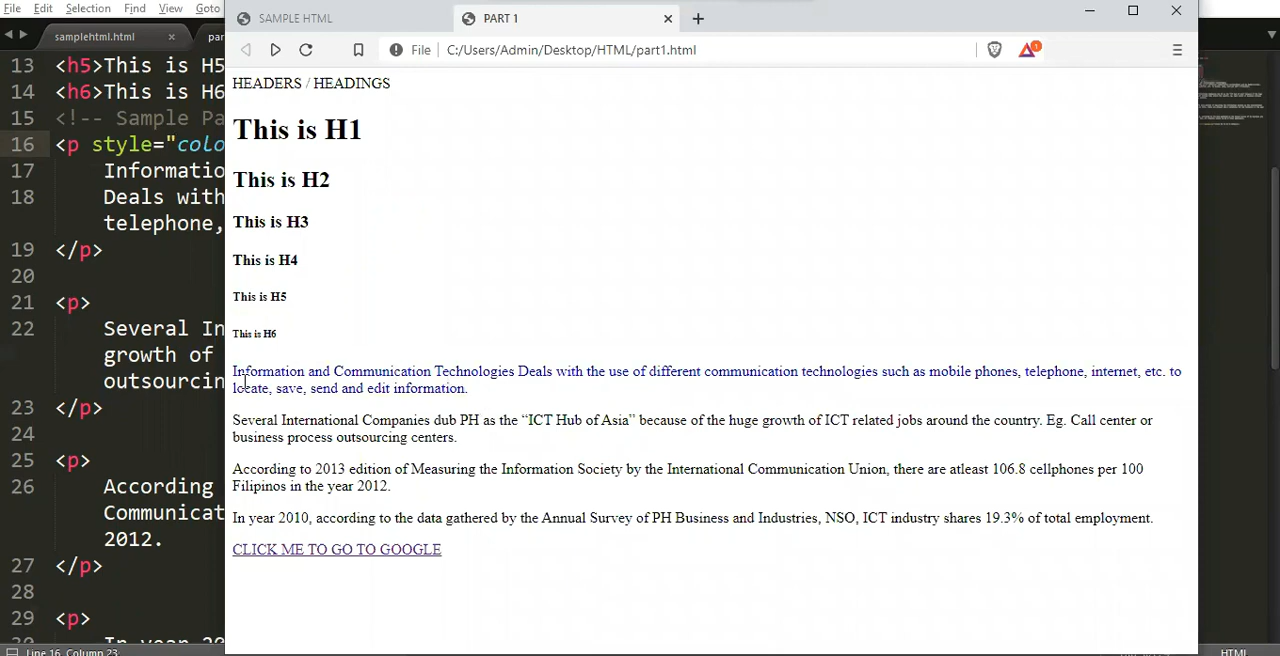 File Edit Selection Find View Goto
SAMPLE HTML
PART 1
samplehtml.html
File C:/Users/Admin/Desktop/HTML/part1.html
1
13 <h5>This is H5
14 <h6>This is H6
15 <!-- Sample Pa
16 <p style="colo
17 Informatio
18 Deals with
telephone,
19 </p>
20
21 <p>
22 Several In
growth of
outsourcin
23 </p>
24
25 <p>
26 According
Communicat
2012.
27 </p>
28
29 <p>
30 In year 20
Line 16, Column 23
HEADERS / HEADINGS
This is H1
This is H2
This is H3
This is H4
This is H5
This is H6
Information and Communication Technologies Deals with the use of different communication technologies such as mobile phones, telephone, internet, etc. to
locate, save, send and edit information.
Several International Companies dub PH as the “ICT Hub of Asia” because of the huge growth of ICT related jobs around the country. Eg. Call center or
business process outsourcing centers.
According to 2013 edition of Measuring the Information Society by the International Communication Union, there are atleast 106.8 cellphones per 100
Filipinos in the year 2012.
In year 2010, according to the data gathered by the Annual Survey of PH Business and Industries, NSO, ICT industry shares 19.3% of total employment.
CLICK ME TO GO TO GOOGLE
HTML